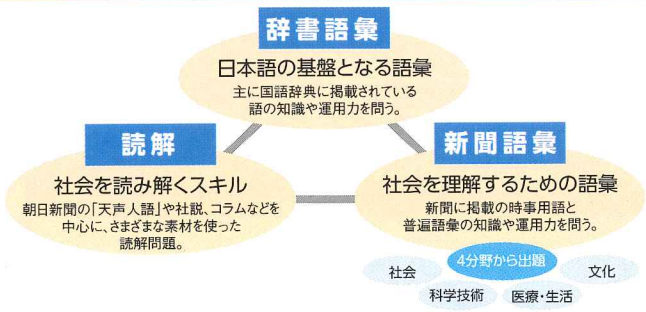 辞書語彙
日本語の基盤となる語彙
主に国語辞典に掲載されている
語の知識や運用力を問う。
読解
社会を読み解くスキル
朝日新聞の「天声人語」や社説、コラムなどを
中心に、さまざまな素材を使った
読解問題。
新聞語彙
社会を理解するための語彙
新聞に掲載の時事用語と
普遍語彙の知識や運用力を問う。
4分野から出題
社会
文化
科学技術
医療・生活